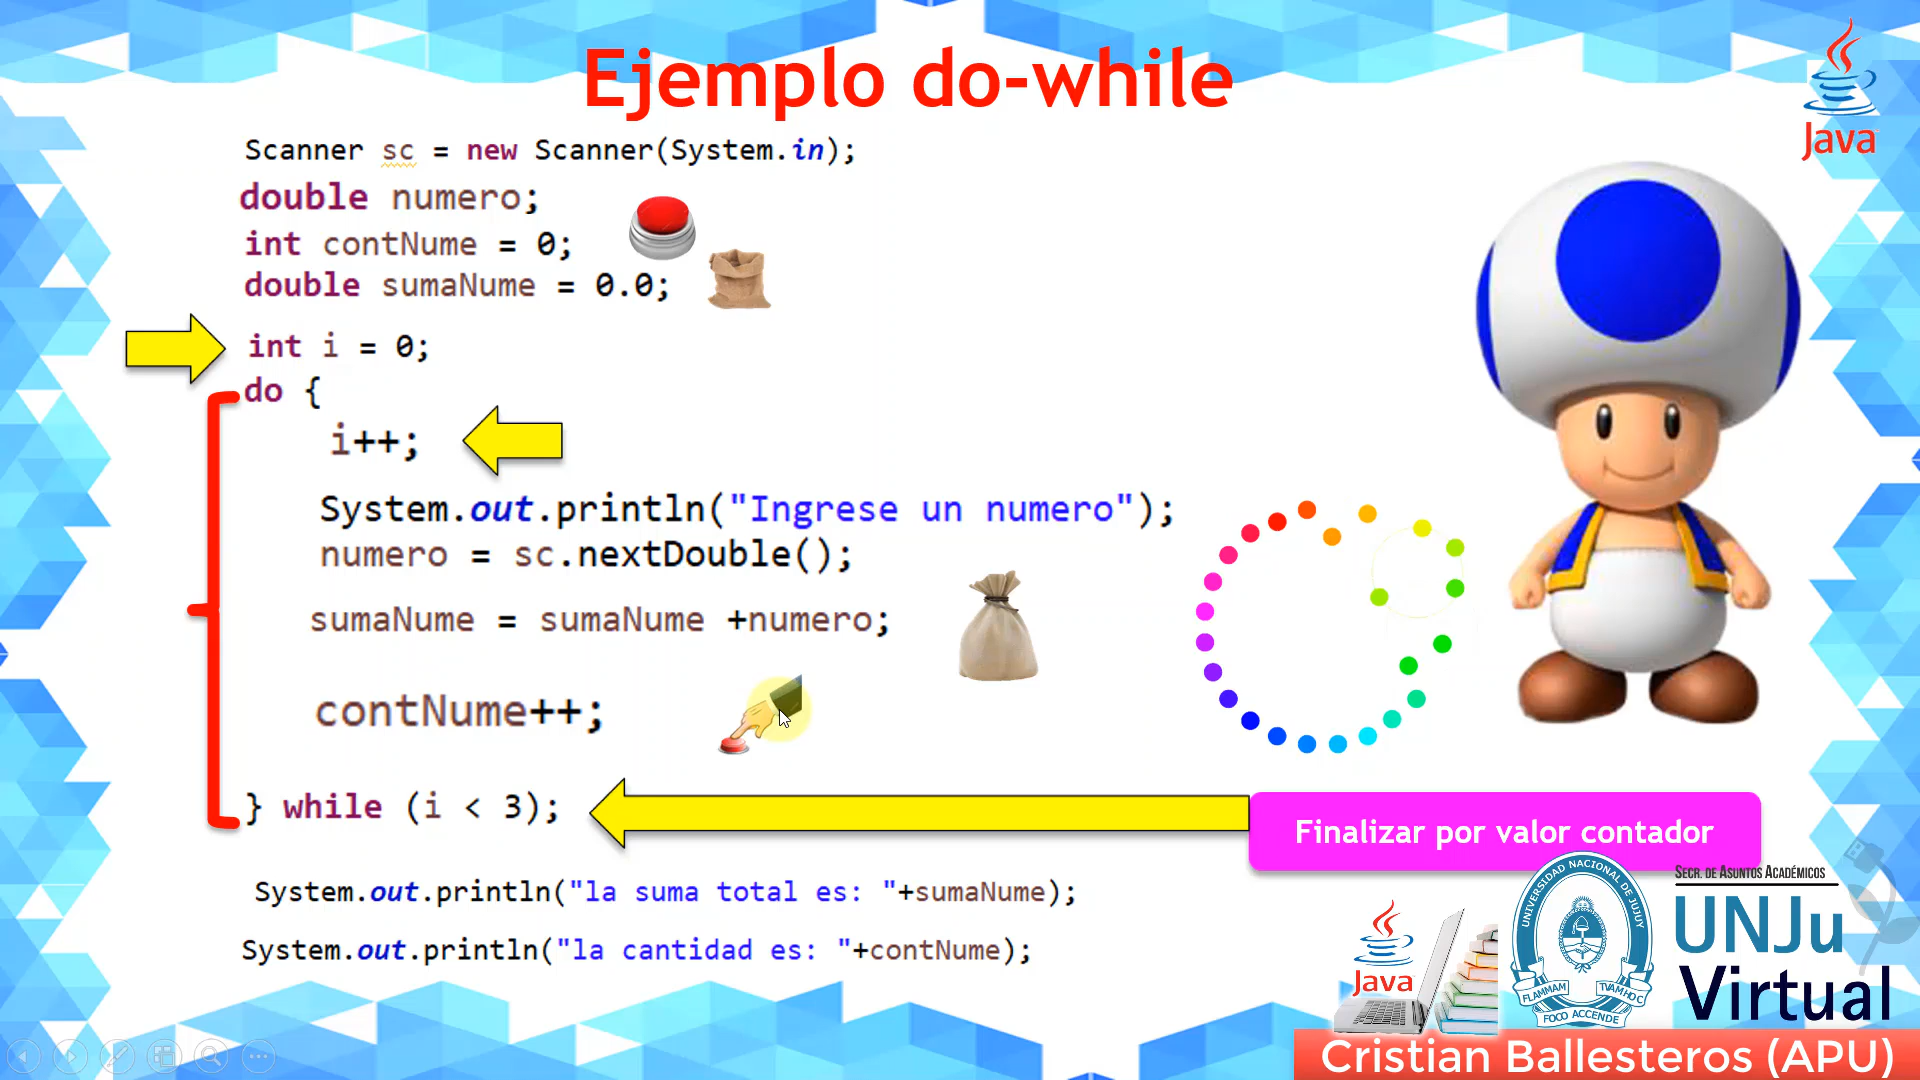 Ejemplo do-while
Java
Scanner sc = new Scanner(System.in);
double numero;
int contNume = 0;
double sumaNume = 0.0;
int i = 0;
do {
i++;
System.out.println("Ingrese un numero");
numero = sc.nextDouble();
sumaNume = sumaNume +numero;
contNume++;
} while (i < 3);
Finalizar por valor contador
System.out.println("la suma total es: "+sumaNume);
System.out.println("la cantidad es: "+contNume);
Java
UNIVERSIDAD NACIONAL DE JUJUY
FLAMMAM TVAM HOC
FOCO ACCENDE
Secr. de Asuntos Académicos
UNJu
Virtual
Cristian Ballesteros (APU)